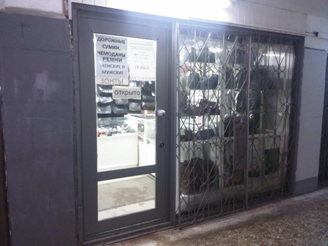 ДОРОЖНЫЕ
СУМКИ,
ЧЕМОДАНЫ
РЕМНИ
ЖЕНСКИЕ И
МУЖСКИЕ
ЗОНТЫ
ОТКРЫТО